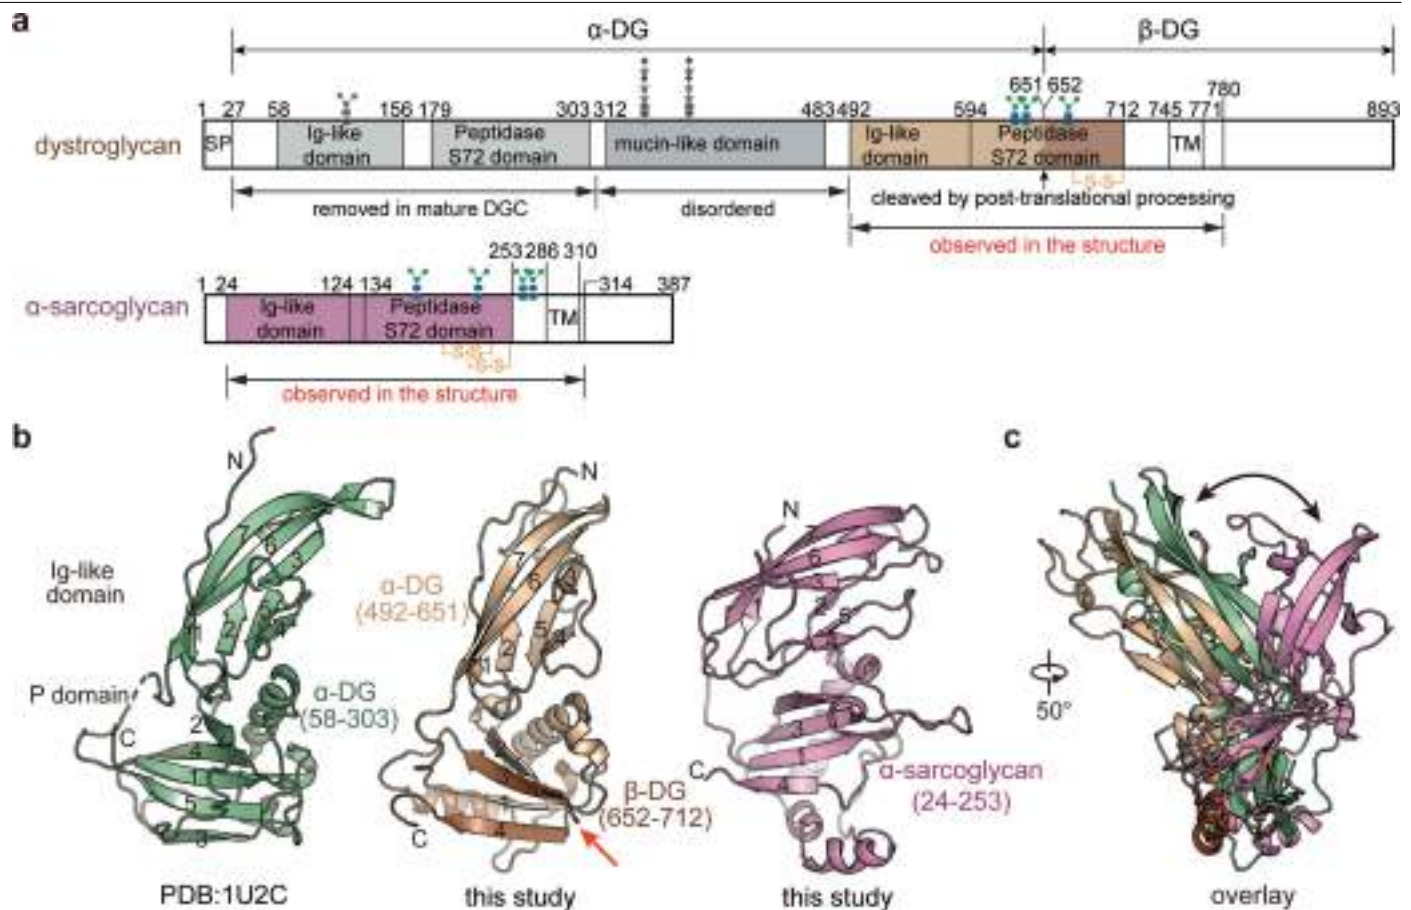 a
α-DG
β-DG
1 27 58 156 179 303 312 483 492 594 651 652 712 745 771 780 893
dystroglycan
SP
Ig-like
domain
Peptidase
S72 domain
mucin-like domain
Ig-like
domain
Peptidase
S72 domain
TM
S-S
removed in mature DGC
disordered
cleaved by post-translational processing
observed in the structure
1 24 124 134 253 286 310 314 387
α-sarcoglycan
Ig-like
domain
Peptidase
S72 domain
TM
S-S
S-S
observed in the structure
b
N
Ig-like
domain
P domain
C
α-DG
(58-303)
PDB:1U2C
N
α-DG
(492-651)
β-DG
(652-712)
C
this study
N
C
α-sarcoglycan
(24-253)
this study
c
50°
overlay